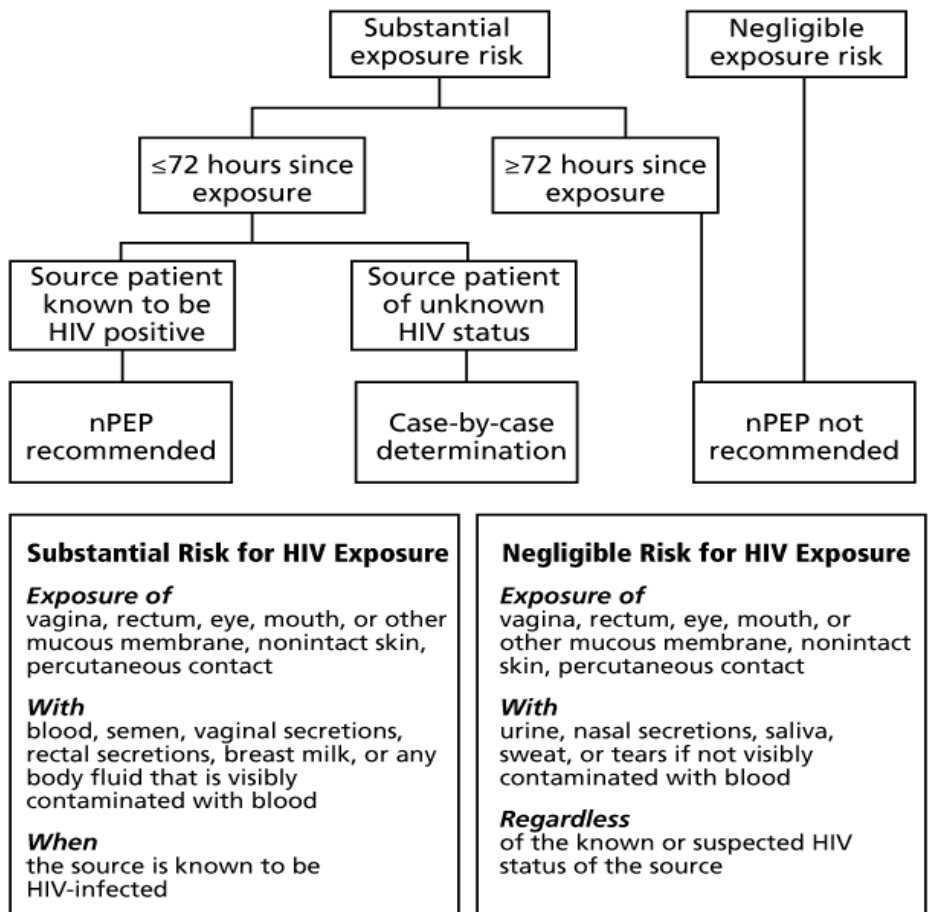 Substantial
exposure risk
Negligible
exposure risk
≤72 hours since
exposure
≥72 hours since
exposure
Source patient
known to be
HIV positive
Source patient
of unknown
HIV status
nPEP
recommended
Case-by-case
determination
nPEP not
recommended
Substantial Risk for HIV Exposure
Exposure of
vagina, rectum, eye, mouth, or other
mucous membrane, nonintact skin,
percutaneous contact
With
blood, semen, vaginal secretions,
rectal secretions, breast milk, or any
body fluid that is visibly
contaminated with blood
When
the source is known to be
HIV-infected
Negligible Risk for HIV Exposure
Exposure of
vagina, rectum, eye, mouth, or
other mucous membrane, nonintact
skin, percutaneous contact
With
urine, nasal secretions, saliva,
sweat, or tears if not visibly
contaminated with blood
Regardless
of the known or suspected HIV
status of the source